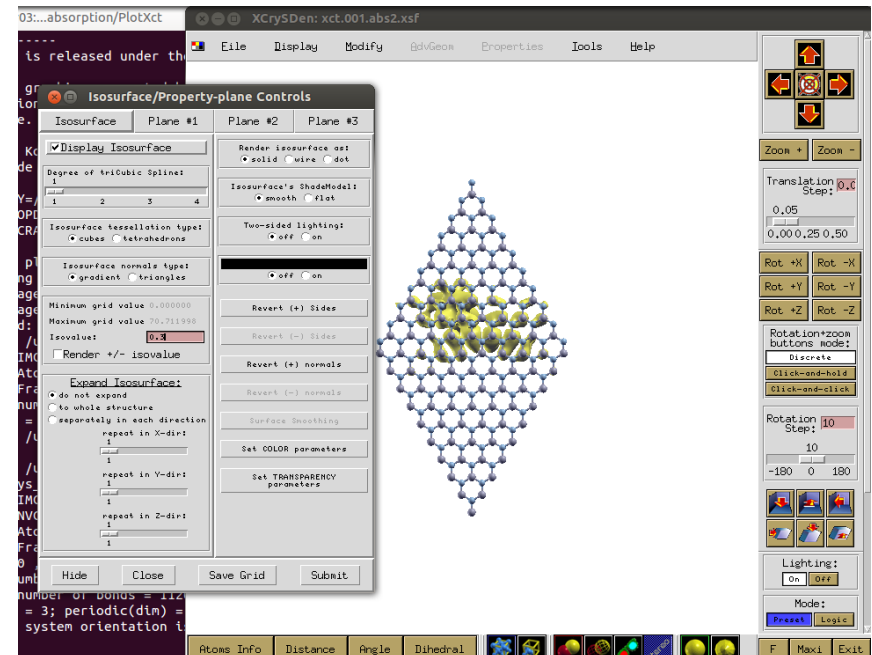 03:...absorption/PlotXct
XCrySDen: xct.001.abs2.xsf
is released under the
File Display Modify AdvGeom Properties Tools Help
Isosurface/Property-plane Controls
Isosurface Plane #1 Plane #2 Plane #3
Display Isosurface
Degree of triCubic Spline:
1
1 2 3 4
Isosurface tessellation type:
cubes tetrahedrons
Isosurface normals type:
gradient triangles
Minimum grid value 0.000000
Maximum grid value 70.711998
Isovalue: 0.3
Render +/- isovalue
Expand Isosurface:
do not expand
to whole structure
separately in each direction
repeat in X-dir:
1
1
repeat in Y-dir:
1
1
repeat in Z-dir:
1
1
Render isosurface as:
solid wire dot
Isosurface's ShadeModel:
smooth flat
Two-sided lighting:
off on
off on
Revert (+) Sides
Revert (-) Sides
Revert (+) normals
Revert (-) normals
Surface Smoothing
Set COLOR parameters
Set TRANSPARENCY
parameters
Hide Close Save Grid Submit
number of bonds = 112
= 3; periodic(dim) =
system orientation i
Atoms Info Distance Angle Dihedral
Zoom + Zoom -
Translation
Step: 0.0
0.05
0.00 0.25 0.50
Rot +X Rot -X
Rot +Y Rot -Y
Rot +Z Rot -Z
Rotation+zoom
buttons mode:
Discrete
Click-and-hold
Click-and-click
Rotation
Step: 10
10
-180 0 180
Lighting:
On Off
Mode:
Preset Logic
F Maxi Exit